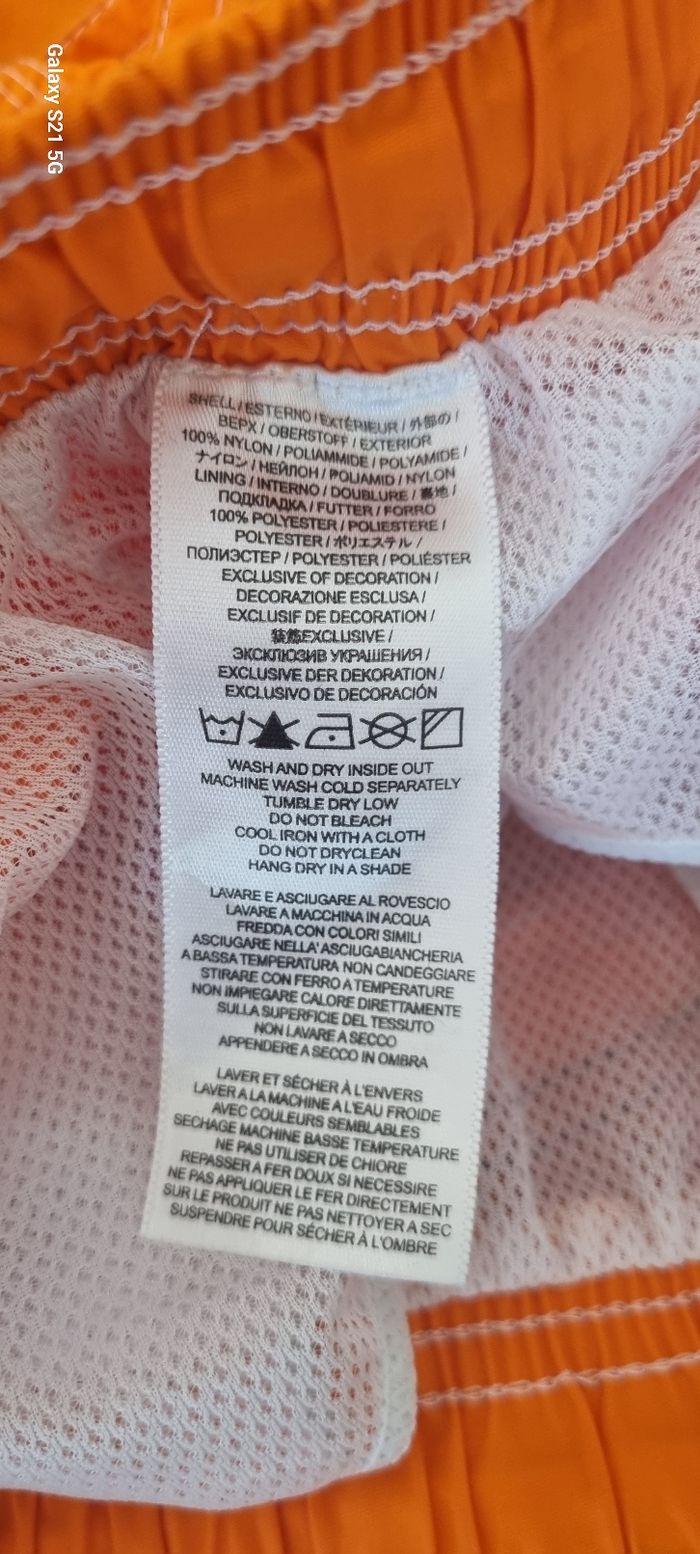 Galaxy S21 5G
SHELL / ESTERNO / EXTÉRIEUR / 外部の /
ВЕРХ / OBERSTOFF / EXTERIOR
100% NYLON / POLIAMMIDE / POLYAMIDE /
ナイロン / НЕЙЛОН / POLIAMID / NYLON
LINING / INTERNO / DOUBLURE / 裏地 /
ПОДКЛАДКА / FUTTER / FORRO
100% POLYESTER / POLIESTERE /
POLYESTER / ポリエステル /
ПОЛИЭСТЕР / POLYESTER / POLIÉSTER
EXCLUSIVE OF DECORATION /
DECORAZIONE ESCLUSA /
EXCLUSIF DE DECORATION /
装飾EXCLUSIVE /
ЭКСКЛЮЗИВ УКРАШЕНИЯ /
EXCLUSIVE DER DEKORATION /
EXCLUSIVO DE DECORACIÓN
WASH AND DRY INSIDE OUT
MACHINE WASH COLD SEPARATELY
TUMBLE DRY LOW
DO NOT BLEACH
COOL IRON WITH A CLOTH
DO NOT DRYCLEAN
HANG DRY IN A SHADE
LAVARE E ASCIUGARE AL ROVESCIO
LAVARE A MACCHINA IN ACQUA
FREDDA CON COLORI SIMILI
ASCIUGARE NELLA' ASCIUGABIANCHERIA
A BASSA TEMPERATURA NON CANDEGGIARE
STIRARE CON FERRO A TEMPERATURE
NON IMPIEGARE CALORE DIRETTAMENTE
SULLA SUPERFICIE DEL TESSUTO
NON LAVARE A SECCO
APPENDERE A SECCO IN OMBRA
LAVER ET SÉCHER À L'ENVERS
LAVER A LA MACHINE A L'EAU FROIDE
AVEC COULEURS SEMBLABLES
SECHAGE MACHINE BASSE TEMPERATURE
NE PAS UTILISER DE CHIORE
REPASSER A FER DOUX SI NECESSIRE
NE PAS APPLIQUER LE FER DIRECTEMENT
SUR LE PRODUIT NE PAS NETTOYER A SEC
SUSPENDRE POUR SÉCHER À L'OMBRE